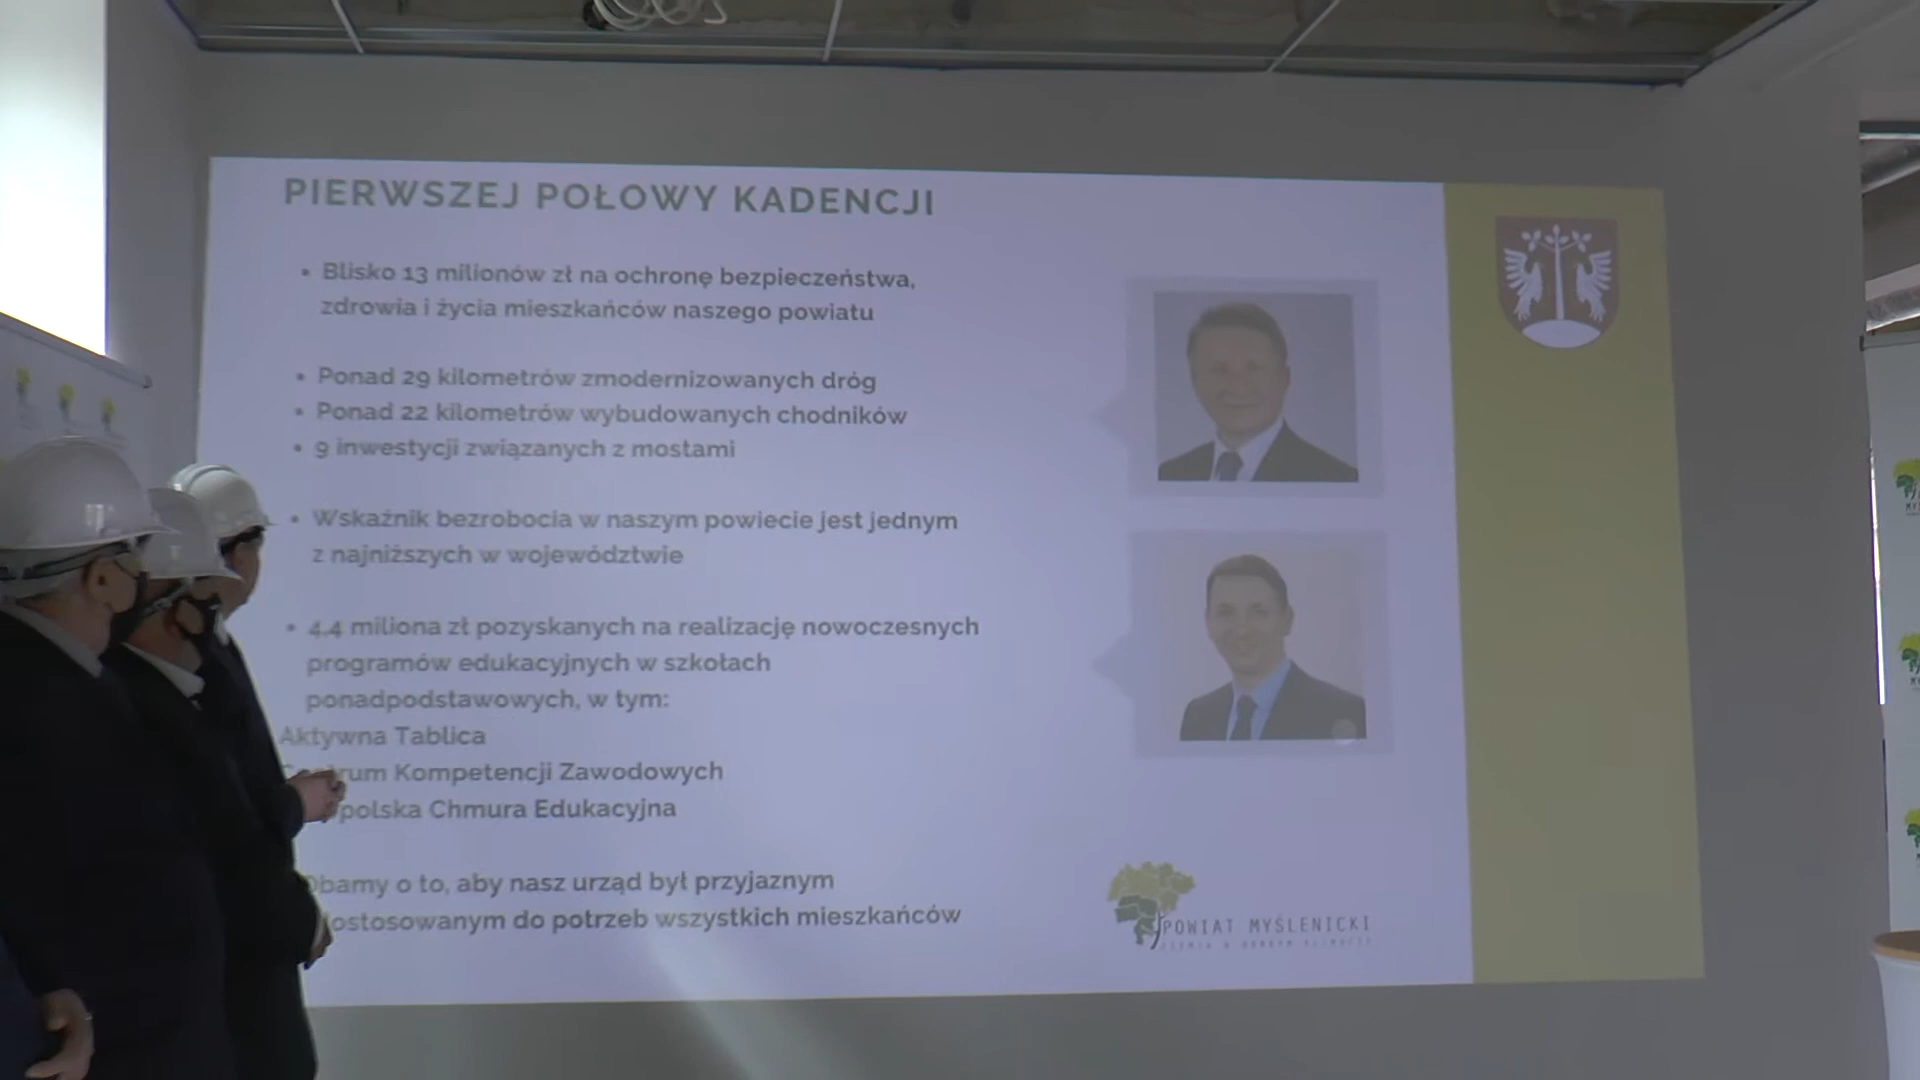 PIERWSZEJ POŁOWY KADENCJI
• Blisko 13 milionów zł na ochronę bezpieczeństwa,
zdrowia i życia mieszkańców naszego powiatu
• Ponad 29 kilometrów zmodernizowanych dróg
• Ponad 22 kilometrów wybudowanych chodników
• 9 inwestycji związanych z mostami
• Wskaźnik bezrobocia w naszym powiecie jest jednym
z najniższych w województwie
• 4,4 miliona zł pozyskanych na realizację nowoczesnych
programów edukacyjnych w szkołach
ponadpodstawowych, w tym:
Aktywna Tablica
Kompetencji Zawodowych
Chmura Edukacyjna
Dbamy o to, aby nasz urząd był przyjaznym
do potrzeb wszystkich mieszkańców
POWIAT MYŚLENICKI